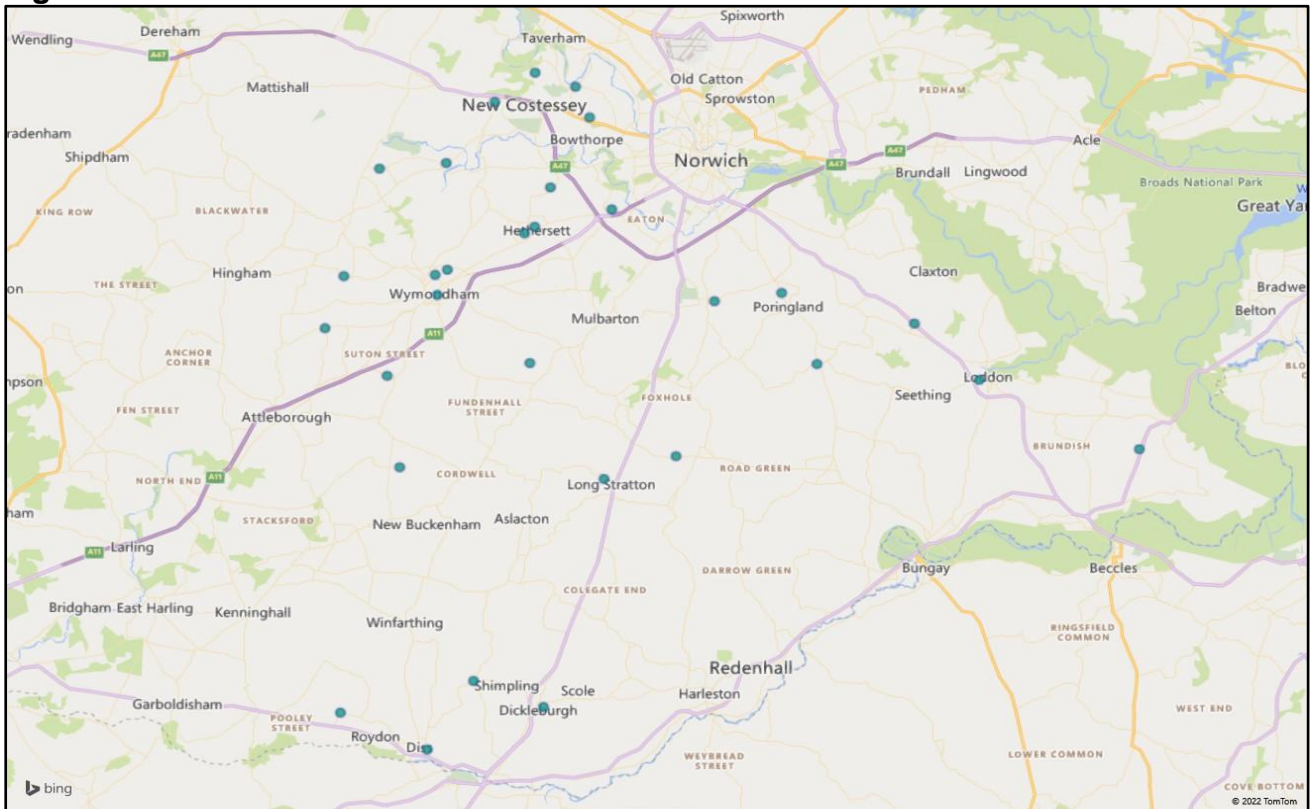 Spixworth
Wendling
Dereham
Taverham
A47
Mattishall
Old Catton
PEDHAM
New Costessey
Sprowston
radenham
Bowthorpe
Acle
Shipdham
Norwich
A47
A47
A47
Brundall
Lingwood
Broads National Park
KING ROW
BLACKWATER
Great Yar
EATON
Hethersett
Hingham
Claxton
THE STREET
on
Wymondham
Bradwe
Poringland
Belton
Mulbarton
A11
ANCHOR
CORNER
SUTON STREET
mpson
Loddon
Seething
FEN STREET
FUNDENHALL
STREET
FOXHOLE
Attleborough
BRUNDISH
NORTH END
A11
CORDWELL
ROAD GREEN
Long Stratton
ham
STACKSFORD
New Buckenham
Aslacton
Larling
A11
DARROW GREEN
Bungay
Beccles
COLEGATE END
Bridgham
East Harling
Kenninghall
Winfarthing
RINGSFIELD
COMMON
Redenhall
Shimpling
Scole
Harleston
Garboldisham
Dickleburgh
WEST END
POOLEY
STREET
Roydon
Diss
WEYBREAD
STREET
LOWER COMMON
bing
COVE BOTTOM
© 2022 TomTom